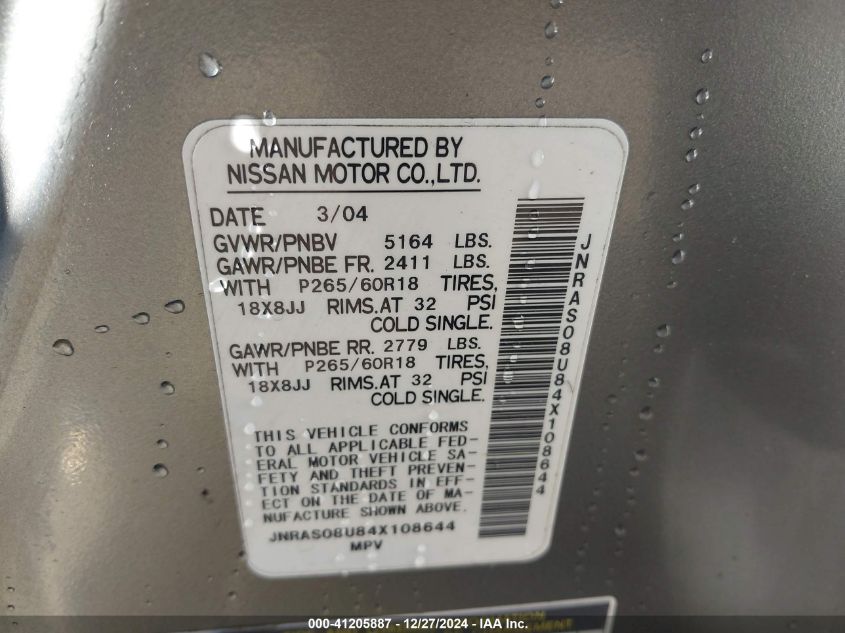 MANUFACTURED BY
NISSAN MOTOR CO.,LTD.
DATE 3/04
GVWR/PNBV 5164 LBS.
GAWR/PNBE FR. 2411 LBS.
WITH P265/60R18 TIRES,
18X8JJ RIMS.AT 32 PSI
COLD SINGLE.
GAWR/PNBE RR. 2779 LBS.
WITH P265/60R18 TIRES,
18X8JJ RIMS.AT 32 PSI
COLD SINGLE.
THIS VEHICLE CONFORMS
TO ALL APPLICABLE FED-
ERAL MOTOR VEHICLE SA-
FETY AND THEFT PREVEN-
TION STANDARDS IN EFF-
ECT ON THE DATE OF MA-
NUFACTURE SHOWN ABOVE.
JNRAS08U84X108644
MPV
JNRAS08U84X108644
000-41205887 - 12/27/2024 - IAA Inc.